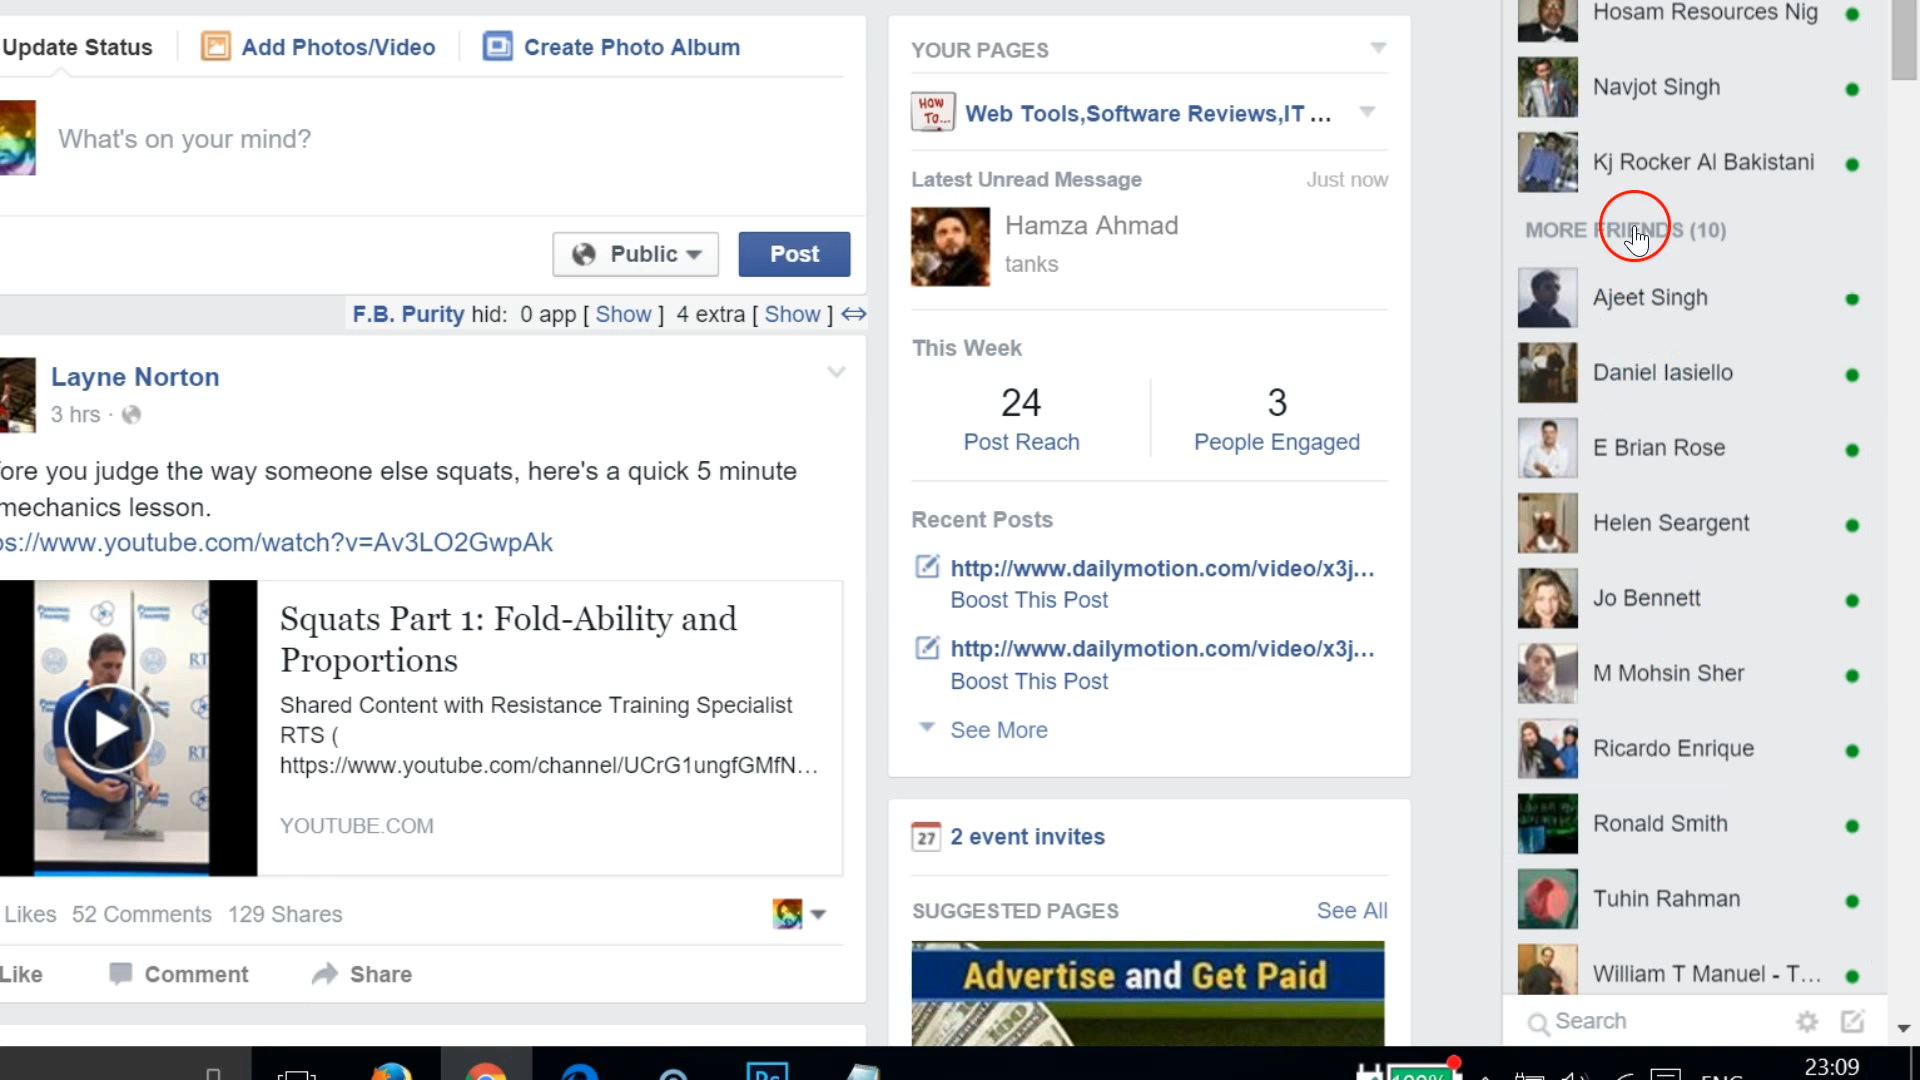 Update Status
Add Photos/Video
Create Photo Album
What's on your mind?
Public
Post
F.B. Purity hid: 0 app [ Show ] 4 extra [ Show ]
Layne Norton
3 hrs ·
ore you judge the way someone else squats, here's a quick 5 minute
mechanics lesson.
ps://www.youtube.com/watch?v=Av3LO2GwpAk
Squats Part 1: Fold-Ability and
Proportions
Shared Content with Resistance Training Specialist
RTS (
https://www.youtube.com/channel/UCrG1ungfGMfN...
YOUTUBE.COM
Likes 52 Comments 129 Shares
Like
Comment
Share
YOUR PAGES
HOW
TO...
Web Tools,Software Reviews,IT ...
Latest Unread Message
Just now
Hamza Ahmad
tanks
This Week
24
Post Reach
3
People Engaged
Recent Posts
http://www.dailymotion.com/video/x3j...
Boost This Post
http://www.dailymotion.com/video/x3j...
Boost This Post
See More
27
2 event invites
SUGGESTED PAGES
See All
Advertise and Get Paid
100
Hosam Resources Nig
Navjot Singh
Kj Rocker Al Bakistani
MORE FRIENDS (10)
Ajeet Singh
Daniel Iasiello
E Brian Rose
Helen Seargent
Jo Bennett
M Mohsin Sher
Ricardo Enrique
Ronald Smith
Tuhin Rahman
William T Manuel - T...
Search
Ps
100%
ENG
23:09